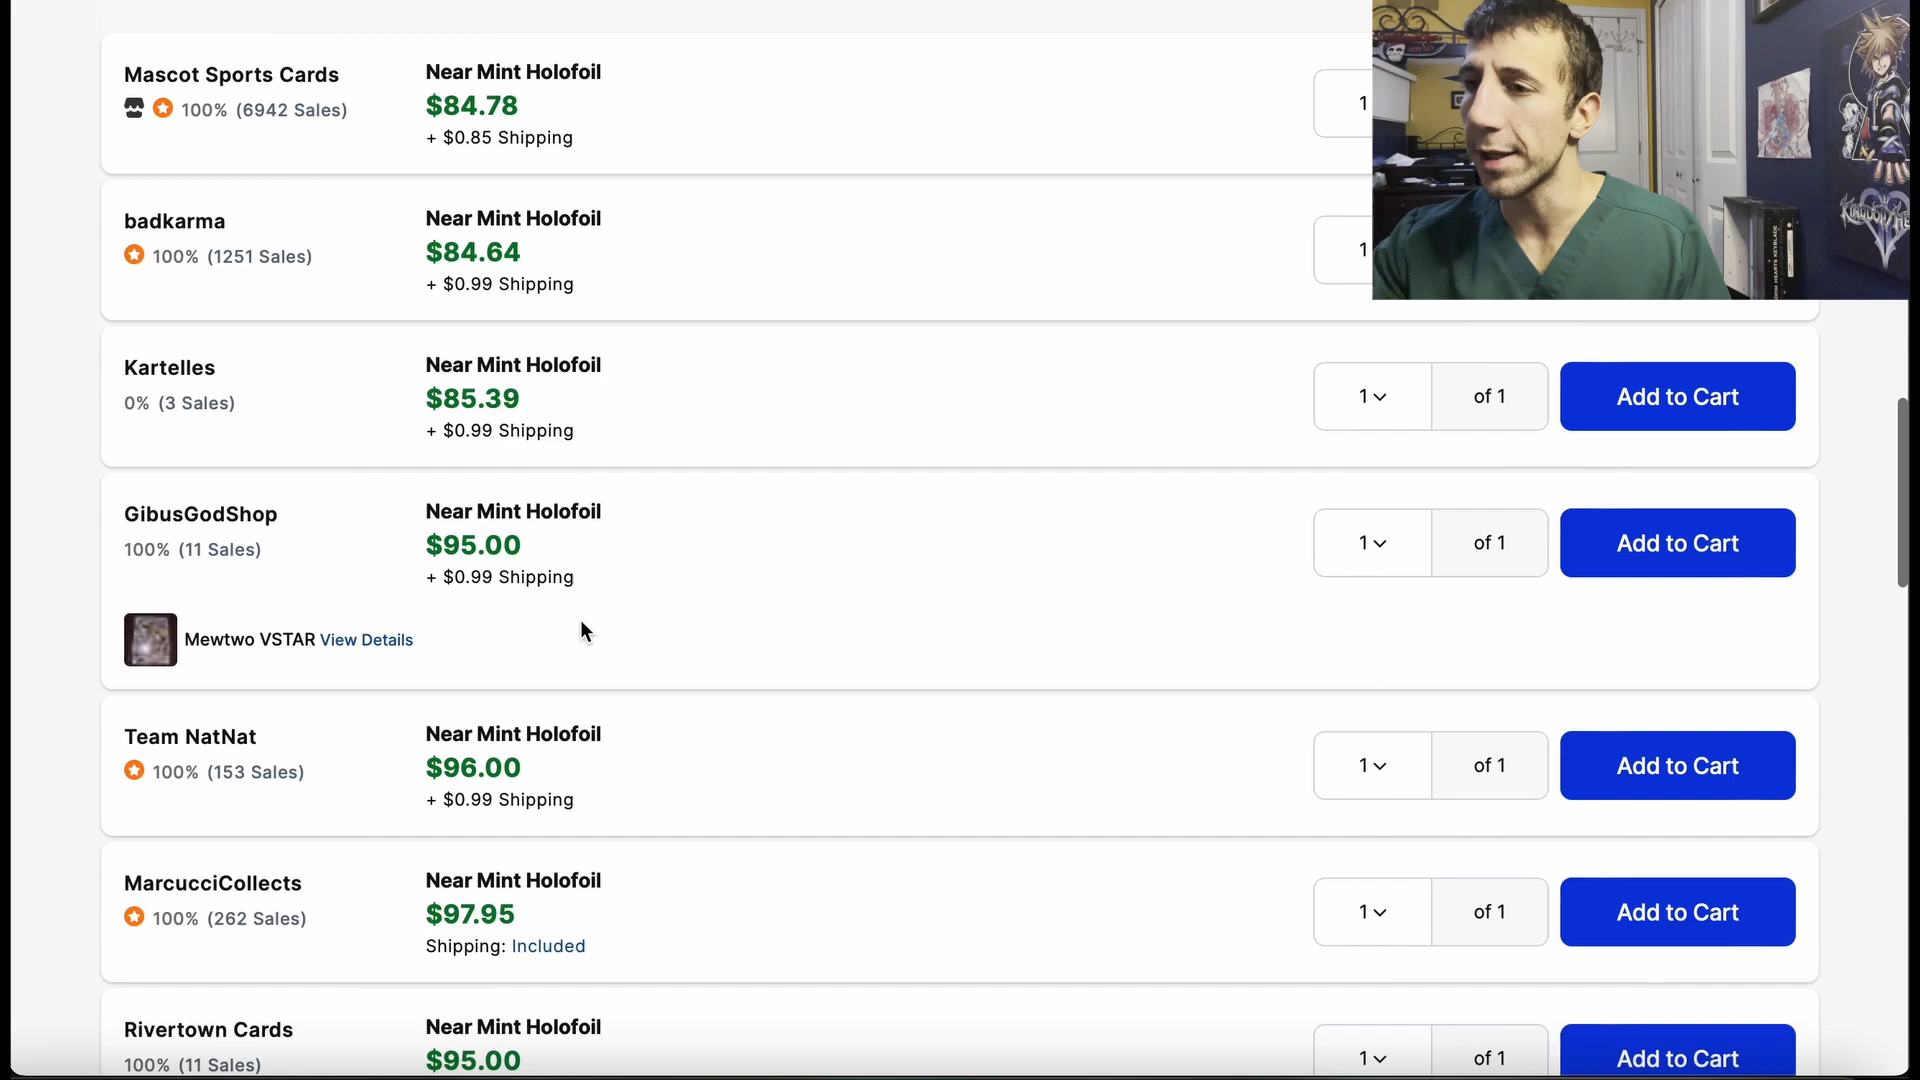 Mascot Sports Cards
100% (6942 Sales)
Near Mint Holofoil
$84.78
+ $0.85 Shipping
1
badkarma
100% (1251 Sales)
Near Mint Holofoil
$84.64
+ $0.99 Shipping
1
Kartelles
0% (3 Sales)
Near Mint Holofoil
$85.39
+ $0.99 Shipping
1
of 1
Add to Cart
GibusGodShop
100% (11 Sales)
Near Mint Holofoil
$95.00
+ $0.99 Shipping
1
of 1
Add to Cart
Mewtwo VSTAR View Details
Team NatNat
100% (153 Sales)
Near Mint Holofoil
$96.00
+ $0.99 Shipping
1
of 1
Add to Cart
MarcucciCollects
100% (262 Sales)
Near Mint Holofoil
$97.95
Shipping: Included
1
of 1
Add to Cart
Rivertown Cards
100% (11 Sales)
Near Mint Holofoil
$95.00
1
of 1
Add to Cart